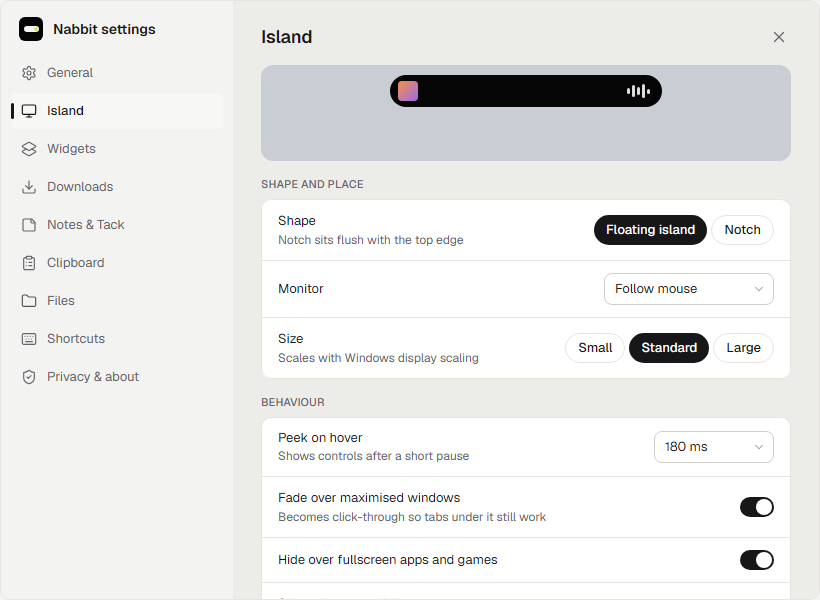 Nabbit settings
General
Island
Widgets
Downloads
Notes & Tack
Clipboard
Files
Shortcuts
Privacy & about
Island
SHAPE AND PLACE
Shape
Notch sits flush with the top edge
Floating island
Notch
Monitor
Follow mouse
Size
Scales with Windows display scaling
Small
Standard
Large
BEHAVIOUR
Peek on hover
Shows controls after a short pause
180 ms
Fade over maximised windows
Becomes click-through so tabs under it still work
Hide over fullscreen apps and games